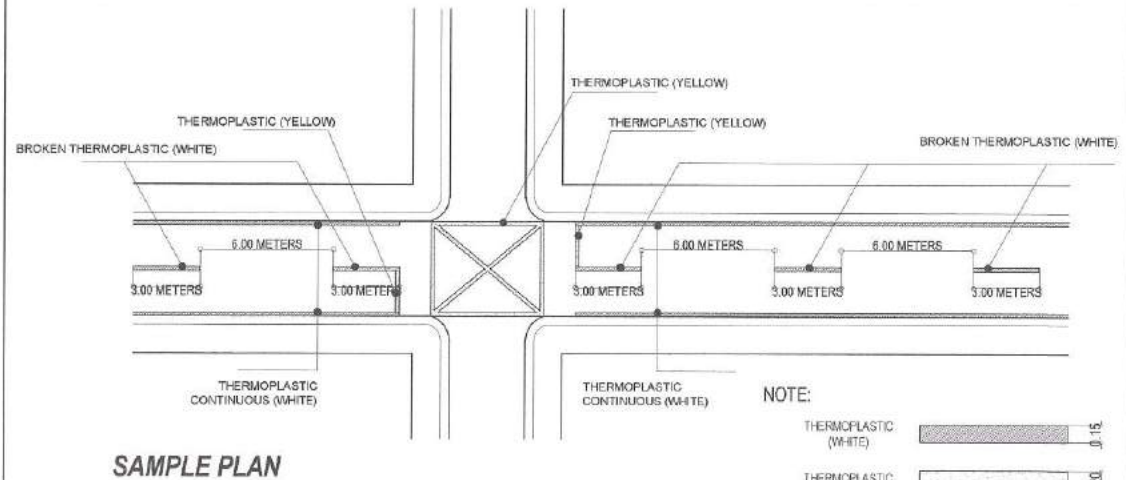 THERMOPLASTIC (YELLOW)
THERMOPLASTIC (YELLOW)
THERMOPLASTIC (YELLOW)
BROKEN THERMOPLASTIC (WHITE)
BROKEN THERMOPLASTIC (WHITE)
6.00 METERS
6.00 METERS
6.00 METERS
3.00 METERS
3.00 METERS
3.00 METERS
3.00 METERS
3.00 METERS
THERMOPLASTIC
CONTINUOUS (WHITE)
THERMOPLASTIC
CONTINUOUS (WHITE)
NOTE:
THERMOPLASTIC
(WHITE)
0.15
SAMPLE PLAN
THERMOPLASTIC